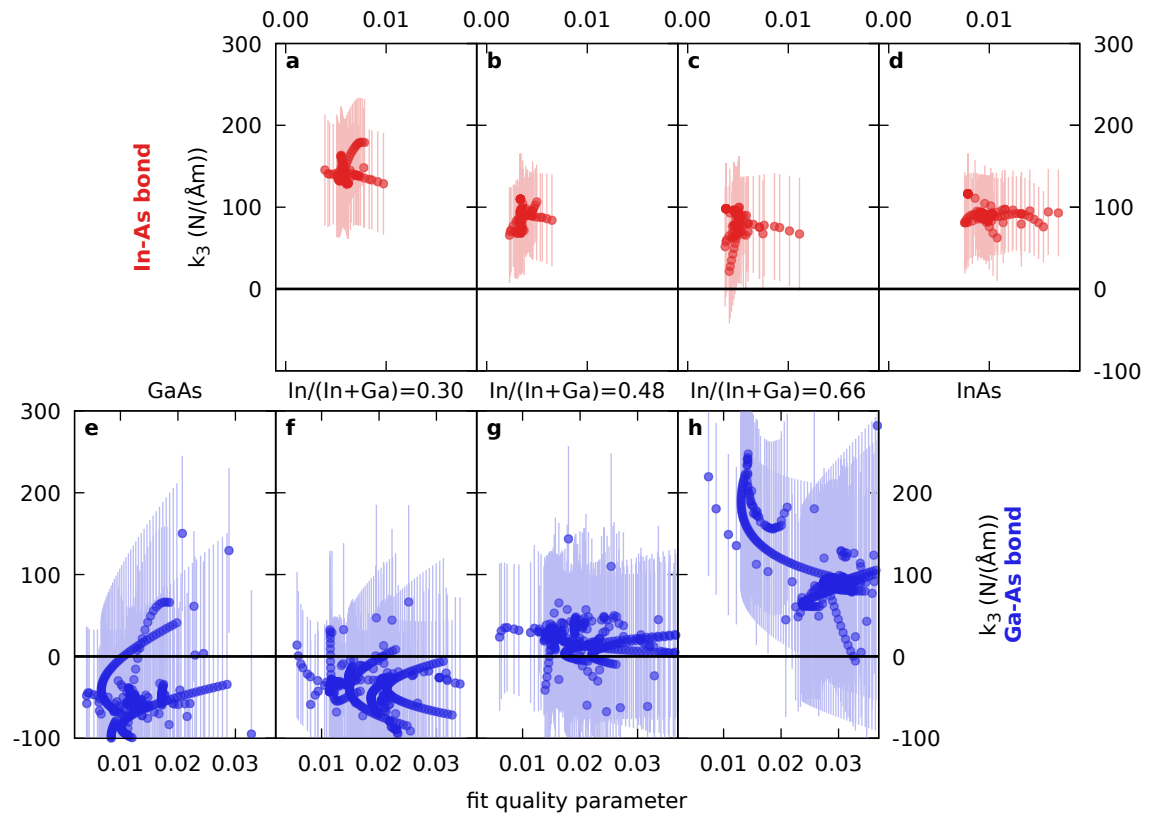 0.00 0.01 0.00 0.01 0.00 0.01 0.00 0.01
300 a b c d 300
200 200
100 100
0 0
-100
In-As bond
k3 (N/(Åm))
GaAs In/(In+Ga)=0.30 In/(In+Ga)=0.48 In/(In+Ga)=0.66 InAs
300 e f g h
200 200
100 100
0 0
-100 -100
k3 (N/(Åm))
Ga-As bond
0.01 0.02 0.03 0.01 0.02 0.03 0.01 0.02 0.03 0.01 0.02 0.03
fit quality parameter